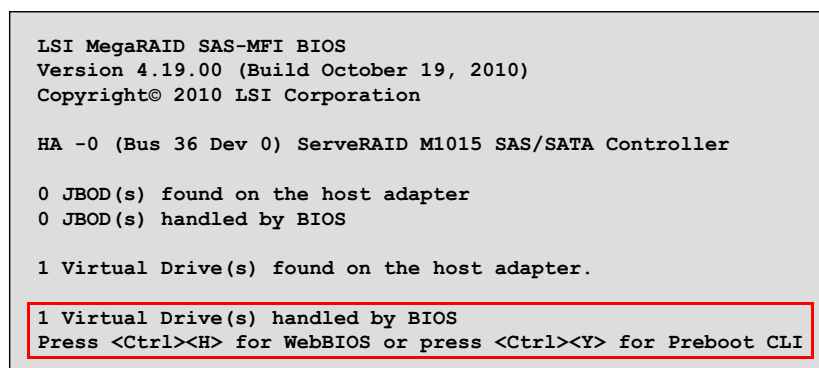 LSI MegaRAID SAS-MFI BIOS
Version 4.19.00 (Build October 19, 2010)
Copyright© 2010 LSI Corporation
HA -0 (Bus 36 Dev 0) ServeRAID M1015 SAS/SATA Controller
0 JBOD(s) found on the host adapter
0 JBOD(s) handled by BIOS
1 Virtual Drive(s) found on the host adapter.
1 Virtual Drive(s) handled by BIOS
Press <Ctrl><H> for WebBIOS or press <Ctrl><Y> for Preboot CLI